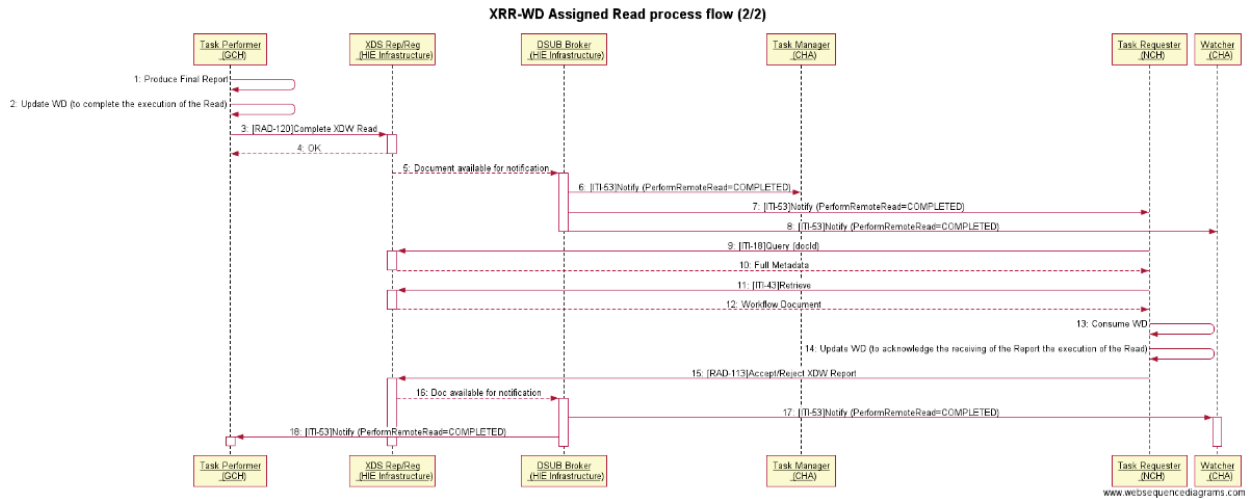 XRR-WD Assigned Read process flow (2/2)
Task Performer
(GCH)
XDS Rep/Reg
(HIE Infrastructure)
DSUB Broker
(HIE Infrastructure)
Task Manager
(CHA)
Task Requester
(NCH)
Watcher
(CHA)
1: Produce Final Report
2: Update WD (to complete the execution of the Read)
3: [RAD-120]Complete XDW Read
4: OK
5: Document available for notification
6: [ITI-53]Notify (PerformRemoteRead=COMPLETED)
7: [ITI-53]Notify (PerformRemoteRead=COMPLETED)
8: [ITI-53]Notify (PerformRemoteRead=COMPLETED)
9: [ITI-18]Query (docId)
10: Full Metadata
11: [ITI-43]Retrieve
12: Workflow Document
13: Consume WD
14: Update WD (to acknowledge the receiving of the Report the execution of the Read)
15: [RAD-113]Accept/Reject XDW Report
16: Doc available for notification
17: [ITI-53]Notify (PerformRemoteRead=COMPLETED)
18: [ITI-53]Notify (PerformRemoteRead=COMPLETED)
Task Performer
(GCH)
XDS Rep/Reg
(HIE Infrastructure)
DSUB Broker
(HIE Infrastructure)
Task Manager
(CHA)
Task Requester
(NCH)
Watcher
(CHA)
www.websequencediagrams.com